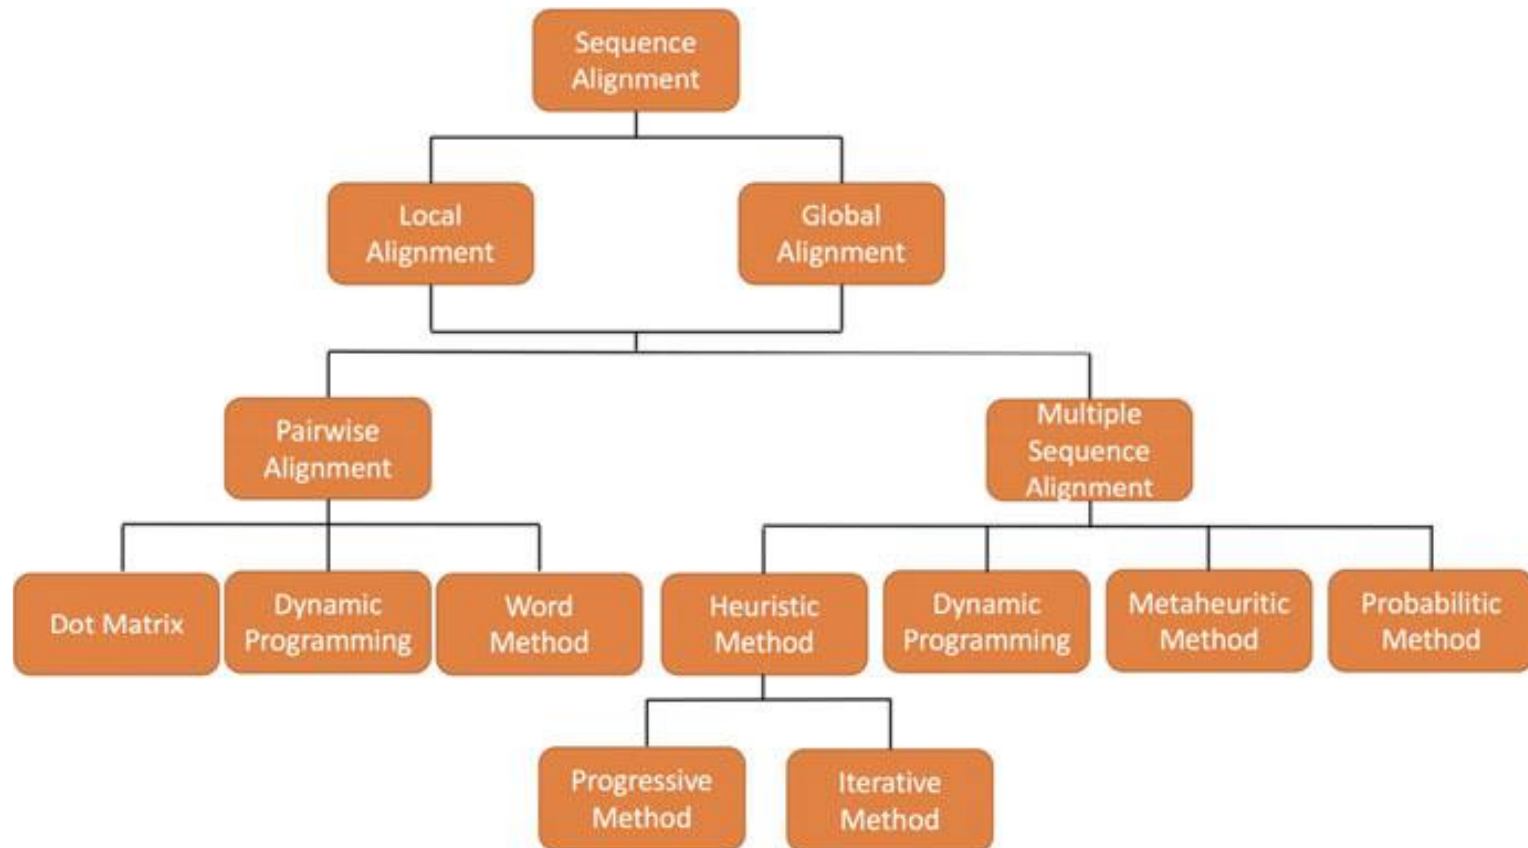 Sequence
Alignment
Local
Alignment
Global
Alignment
Pairwise
Alignment
Multiple
Sequence
Alignment
Dot Matrix
Dynamic
Programming
Word
Method
Heuristic
Method
Dynamic
Programming
Metaheuritic
Method
Probabilitic
Method
Progressive
Method
Iterative
Method